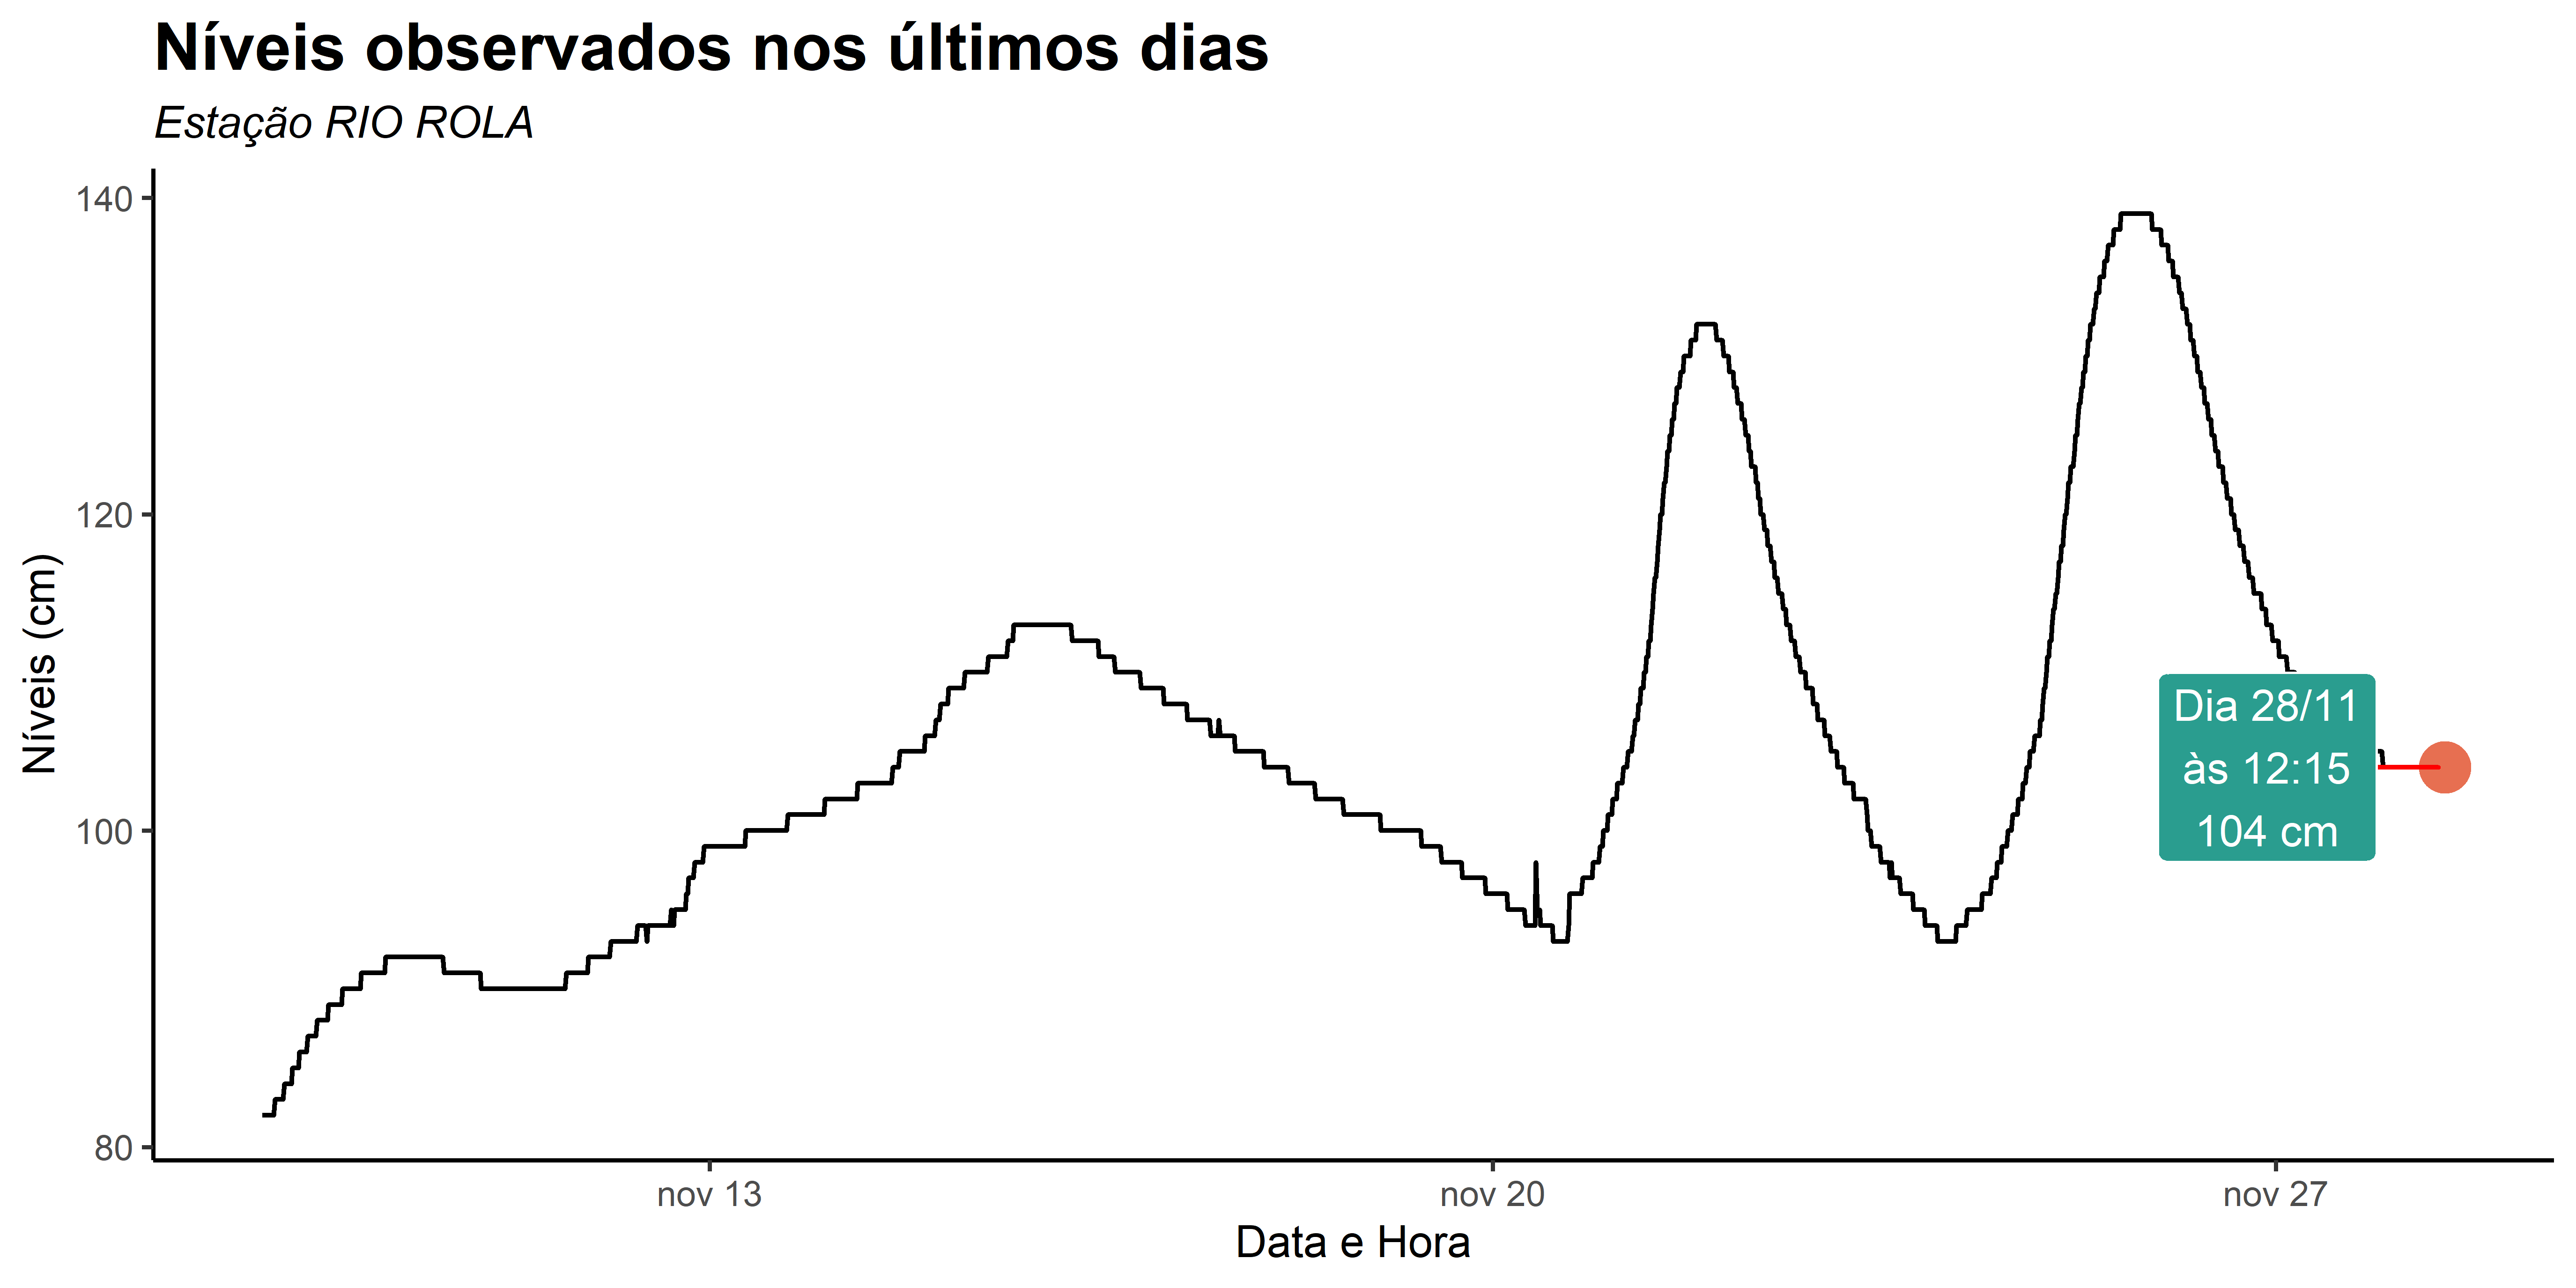 Níveis observados nos últimos dias
Estação RIO ROLA
Níveis (cm)
140
120
100
80
Dia 28/11
às 12:15
104 cm
nov 13
nov 20
nov 27
Data e Hora